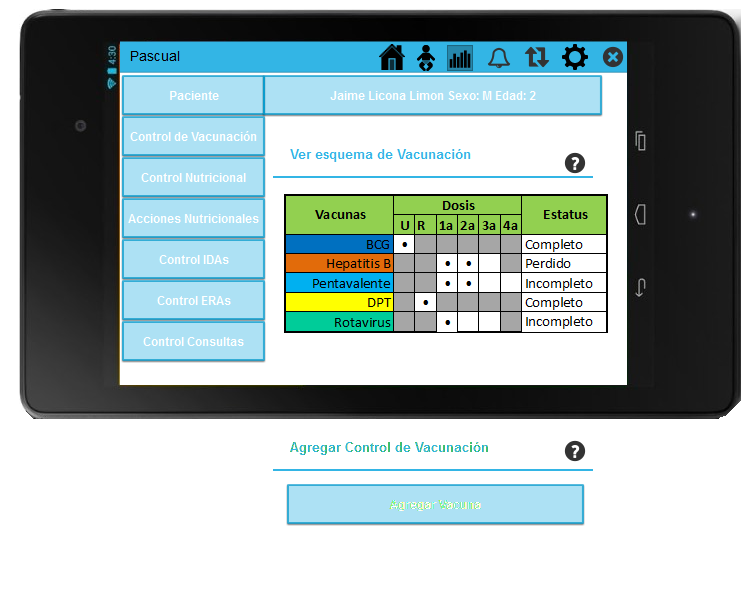 4:30
Pascual
Paciente
Jaime Licona Limon Sexo: M Edad: 2
Control de Vacunación
Control Nutricional
Acciones Nutricionales
Control IDAs
Control ERAs
Control Consultas
Ver esquema de Vacunación
?
Vacunas Dosis Estatus
U R 1a 2a 3a 4a
BCG • Completo
Hepatitis B • • Perdido
Pentavalente • • Incompleto
DPT • Completo
Rotavirus • Incompleto
Agregar Control de Vacunación
?
Agregar Vacuna